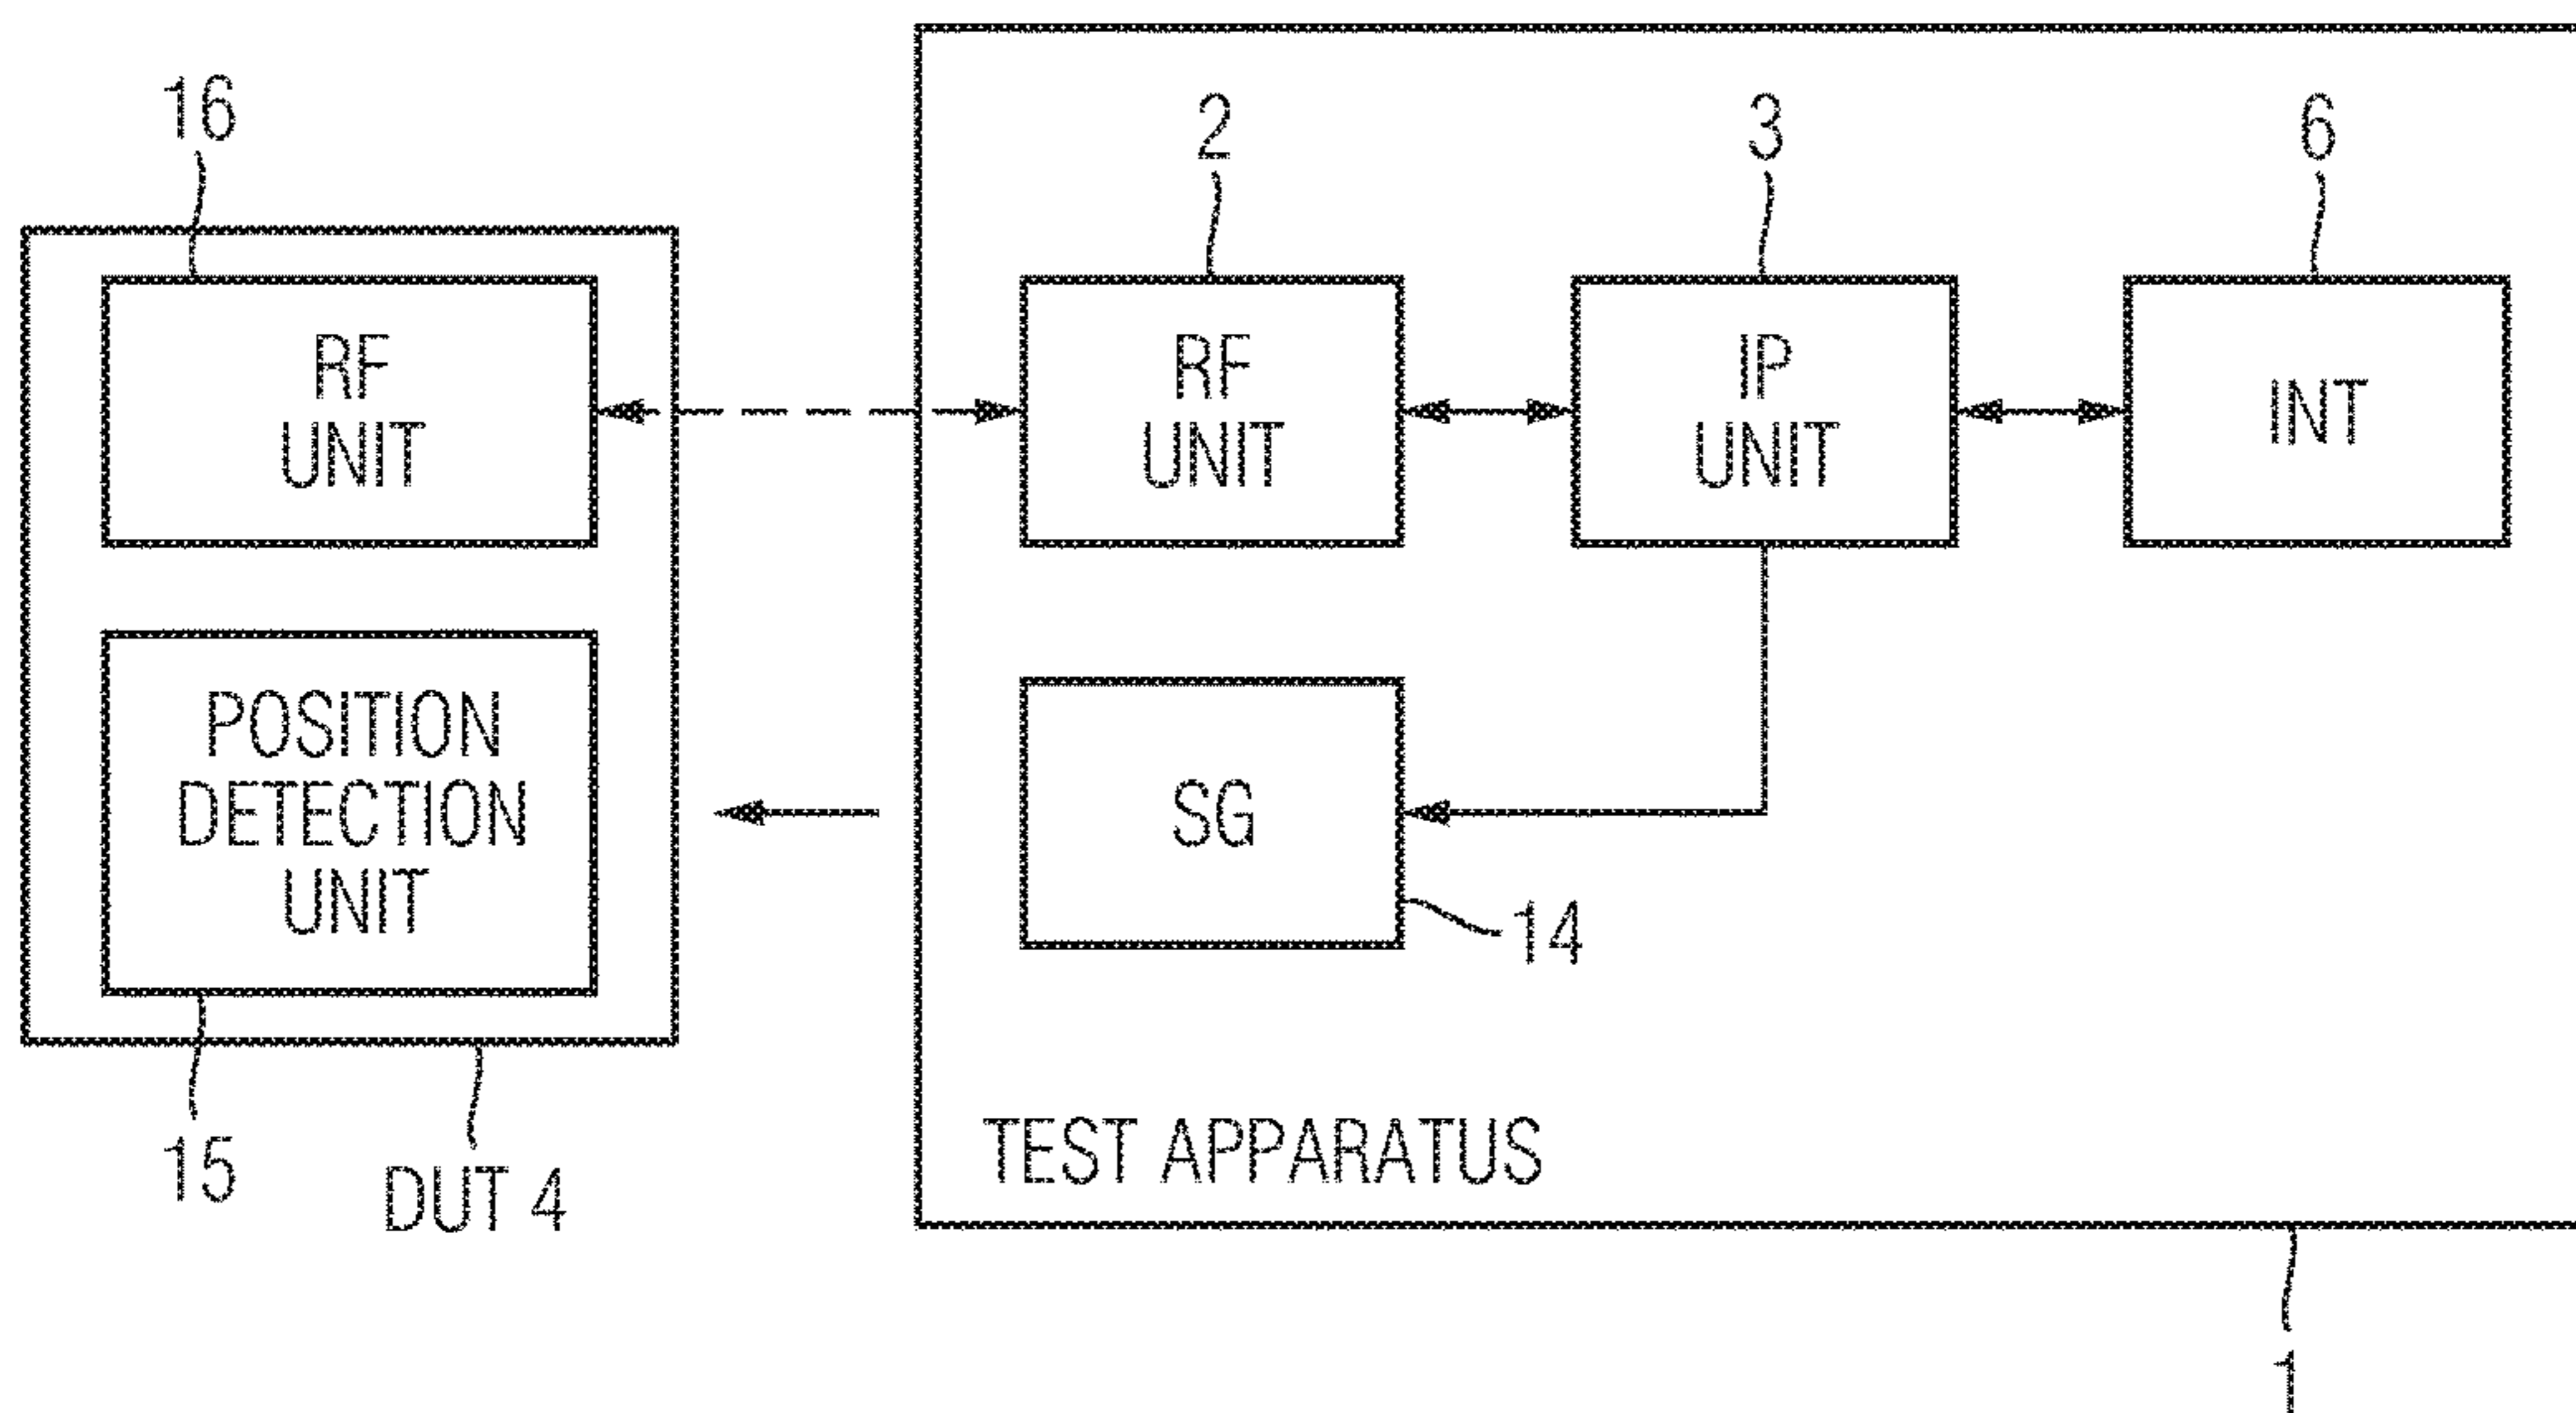 16
2
3
6
RF
UNIT
RF
UNIT
IP
UNIT
INT
POSITION
DETECTION
UNIT
SG
14
15
DUT 4
TEST APPARATUS
1